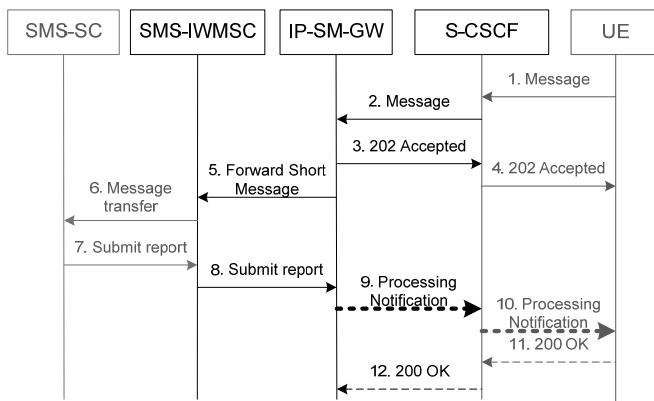 SMS-SC
SMS-IWMSC
IP-SM-GW
S-CSCF
UE
1. Message
2. Message
3. 202 Accepted
4. 202 Accepted
5. Forward Short
Message
6. Message
transfer
7. Submit report
8. Submit report
9. Processing
Notification
10. Processing
Notification
11. 200 OK
12. 200 OK